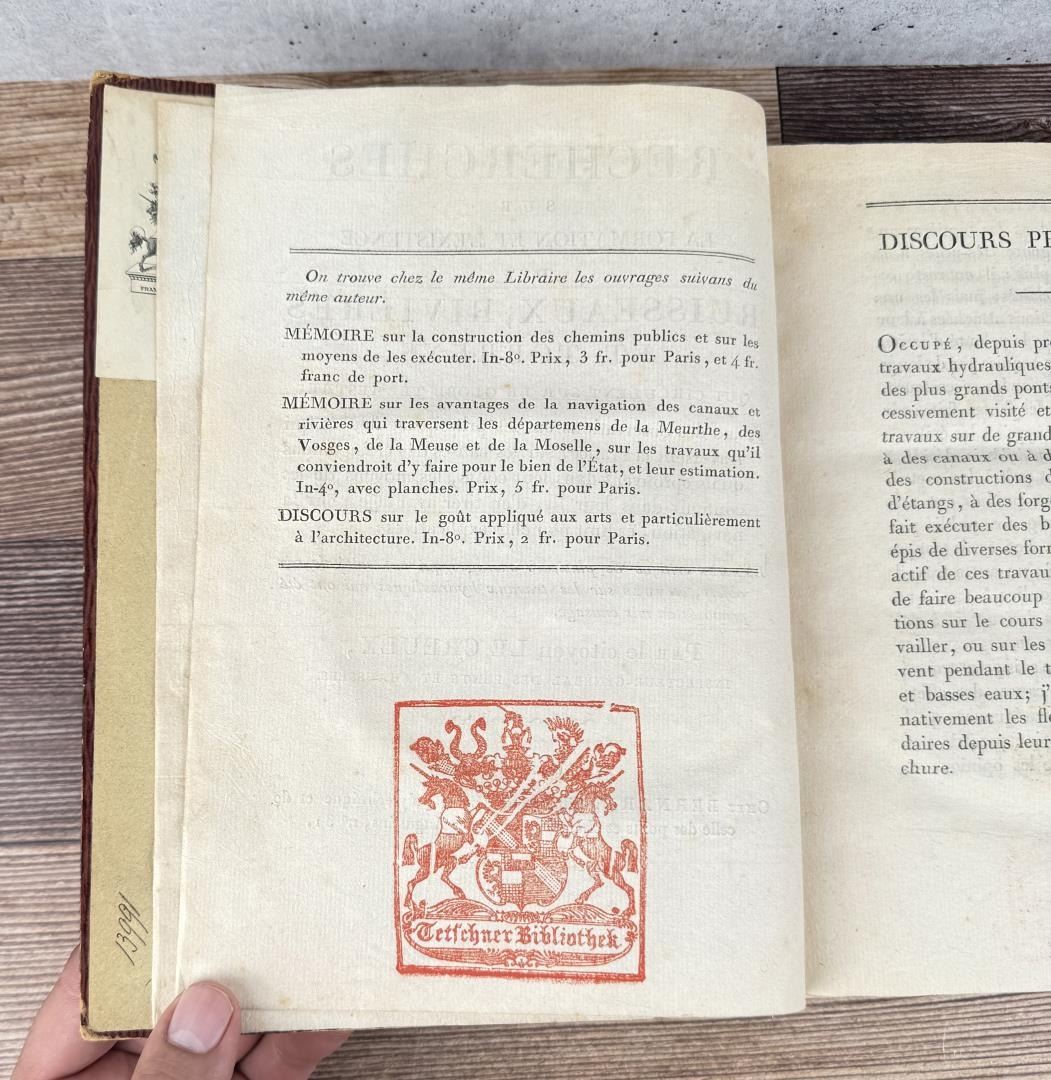 On trouve chez le même Libraire les ouvrages suivans du
même auteur.
MÉMOIRE sur la construction des chemins publics et sur les
moyens de les exécuter. In-8º. Prix, 3 fr. pour Paris, et 4 fr.
franc de port.
MÉMOIRE sur les avantages de la navigation des canaux et
rivières qui traversent les départemens de la Meurthe, des
Vosges, de la Meuse et de la Moselle, sur les travaux qu'il
conviendroit d'y faire pour le bien de l'État, et leur estimation.
In-4º, avec planches. Prix, 5 fr. pour Paris.
DISCOURS sur le goût appliqué aux arts et particulièrement
à l'architecture. In-8º. Prix, 2 fr. pour Paris.
Tetschner Bibliothek
DISCOURS
OCCUPÉ, depuis
travaux hydrauliques
des plus grands ponts
cessivement visité et
travaux sur de grand
à des canaux ou à
des constructions
d'étangs, à des forg
fait exécuter des
épis de diverses
actif de ces
de faire beaucoup
tions sur le cours
vailler, ou sur les
vent pendant le
et basses eaux; j'
nativement les
daires depuis leur
chure.